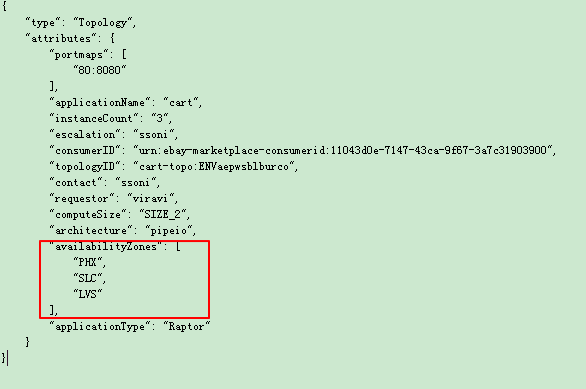 {
"type": "Topology",
"attributes": {
"portmaps": [
"80:8080"
],
"applicationName": "cart",
"instanceCount": "3",
"escalation": "ssoni",
"consumerID": "urn:ebay-marketplace-consumerid:11043d0e-7147-43ca-9f67-3a7c31903900",
"topologyID": "cart-topo:ENVaepwsblburco",
"contact": "ssoni",
"requestor": "viravi",
"computeSize": "SIZE_2",
"architecture": "pipeio",
"availabilityZones": [
"PHX",
"SLC",
"LVS"
],
"applicationType": "Raptor"
}
}